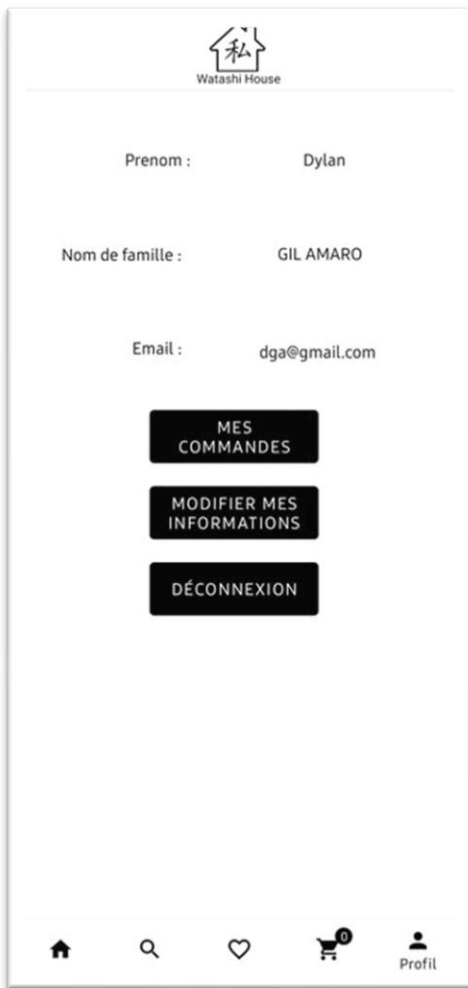 私
Watashi House
Prenom : Dylan
Nom de famille : GIL AMARO
Email : dga@gmail.com
MES
COMMANDES
MODIFIER MES
INFORMATIONS
DÉCONNEXION
0
Profil